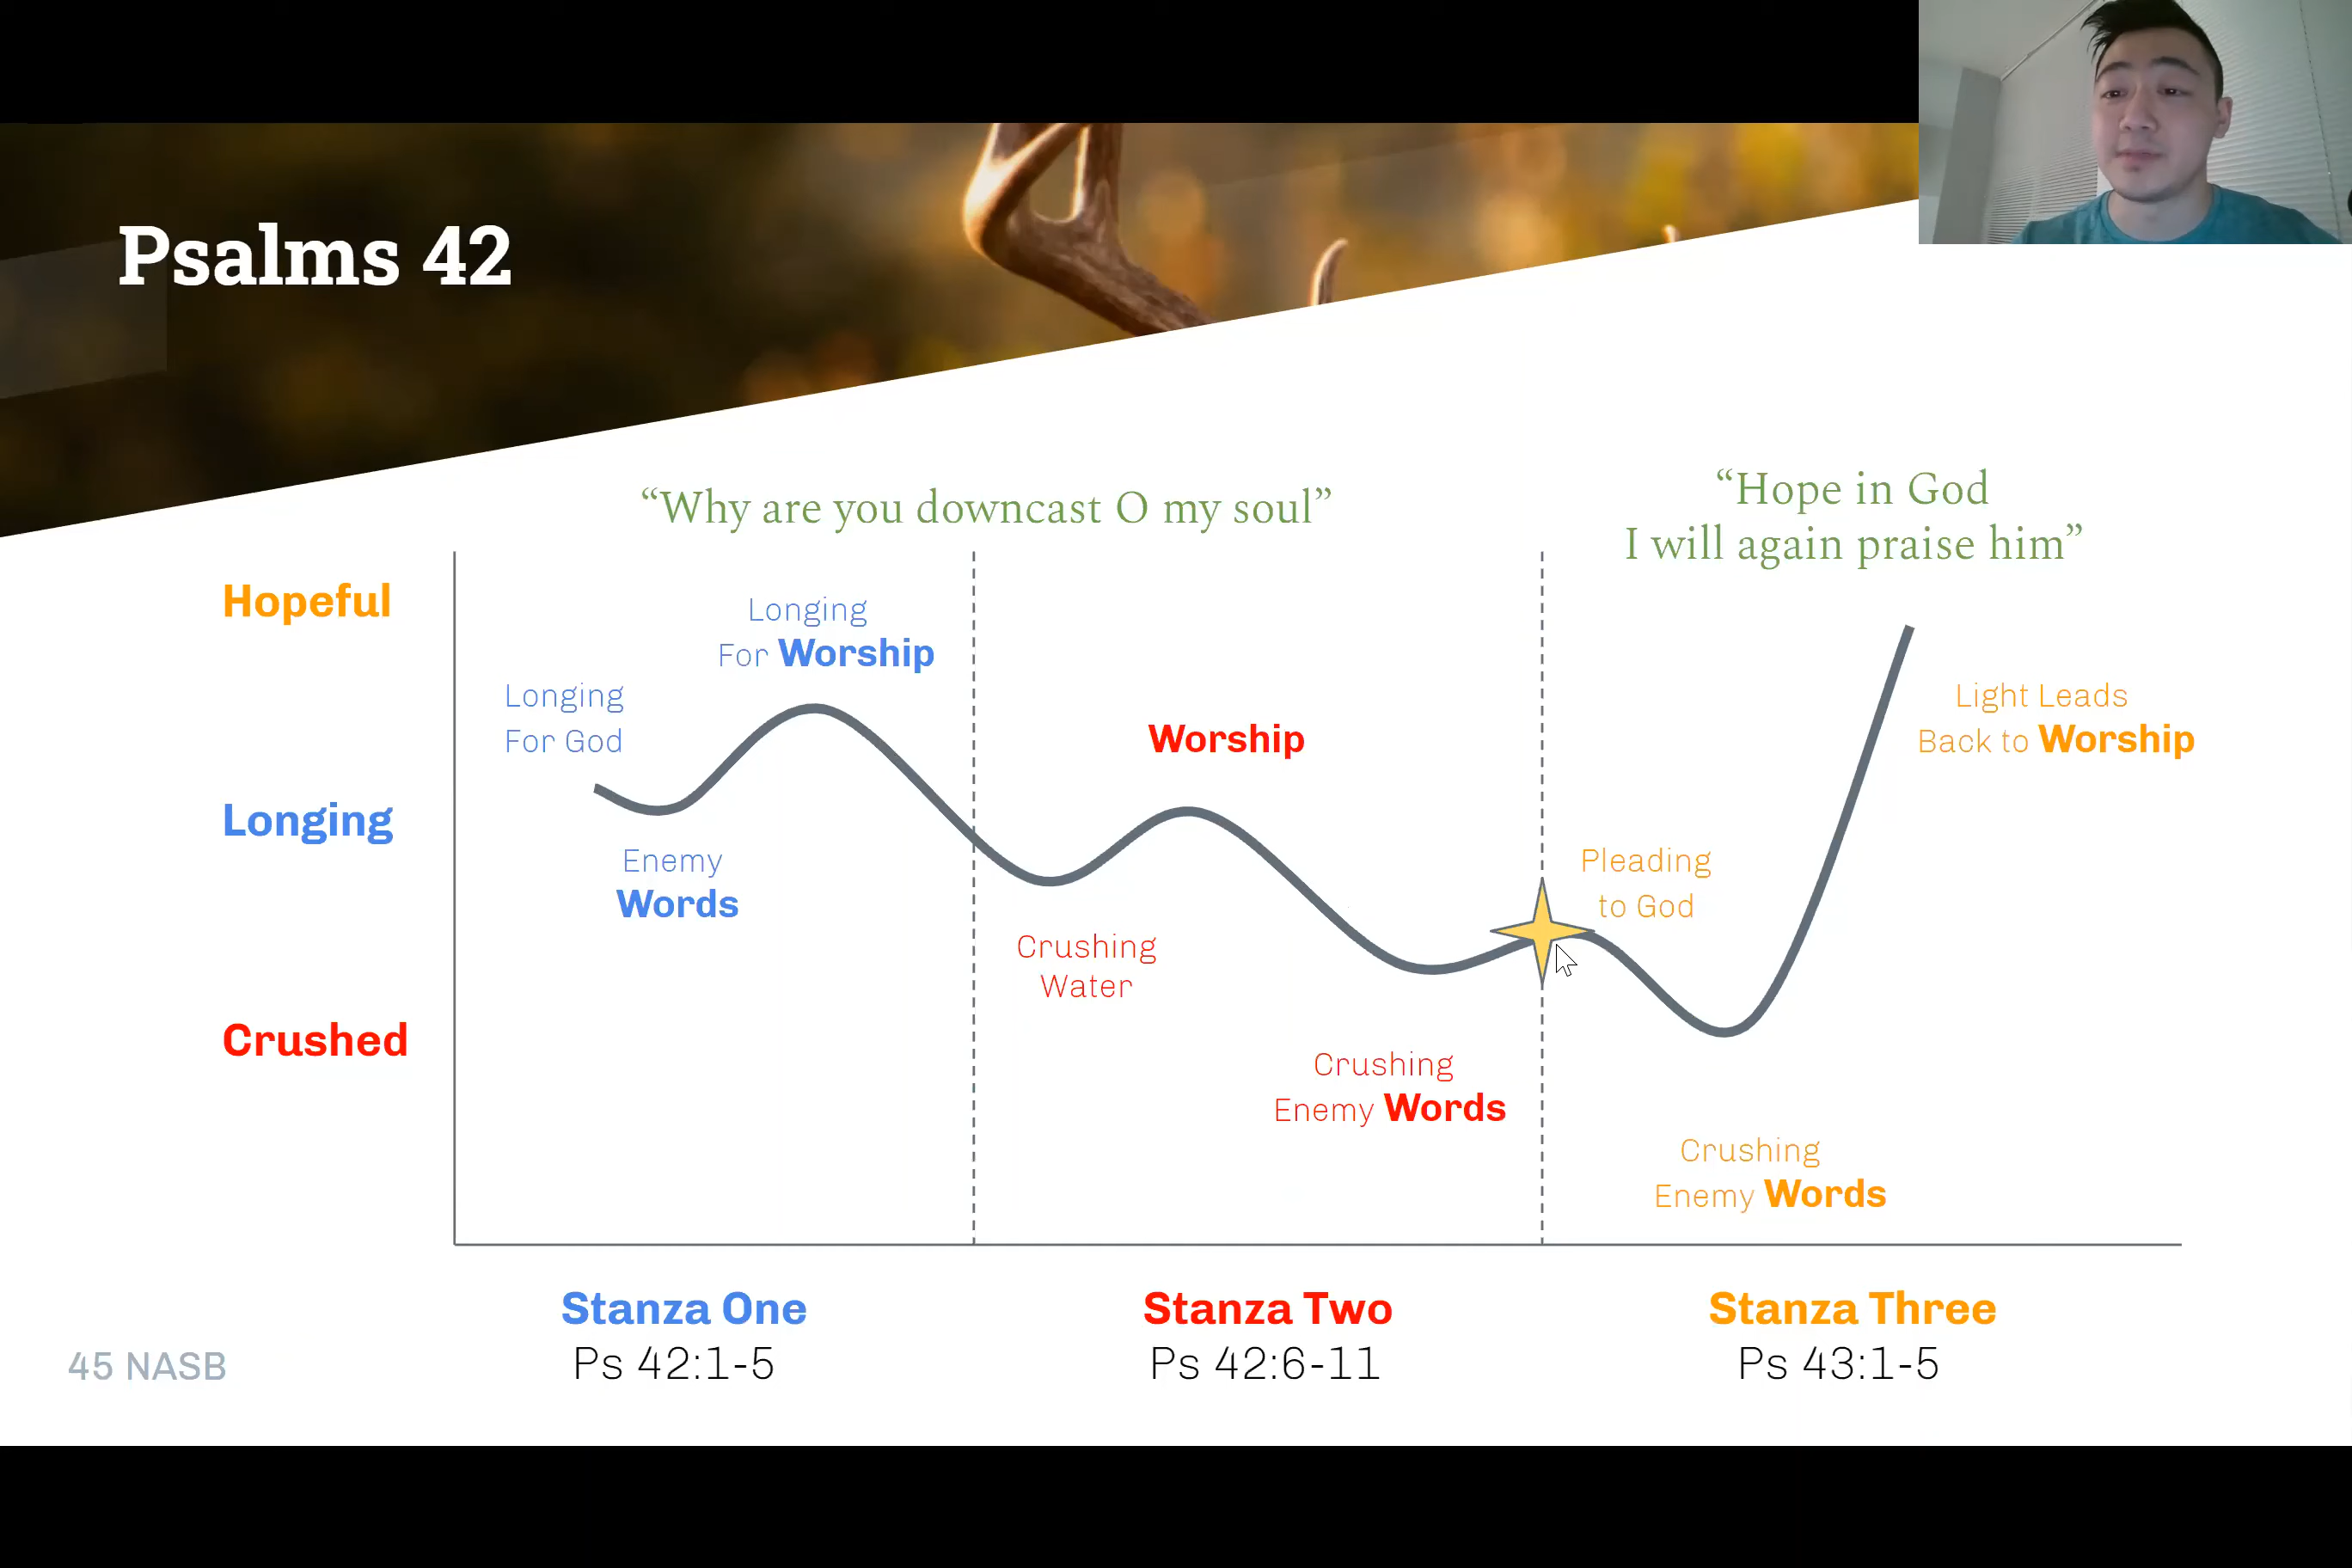 Psalms 42
“Why are you downcast O my soul”
“Hope in God
I will again praise him”
Hopeful
Longing
Crushed
Longing
For God
Enemy
Words
Longing
For Worship
Crushing
Water
Worship
Crushing
Enemy Words
Pleading
to God
Crushing
Enemy Words
Light Leads
Back to Worship
Stanza One
Ps 42:1-5
Stanza Two
Ps 42:6-11
Stanza Three
Ps 43:1-5
45 NASB